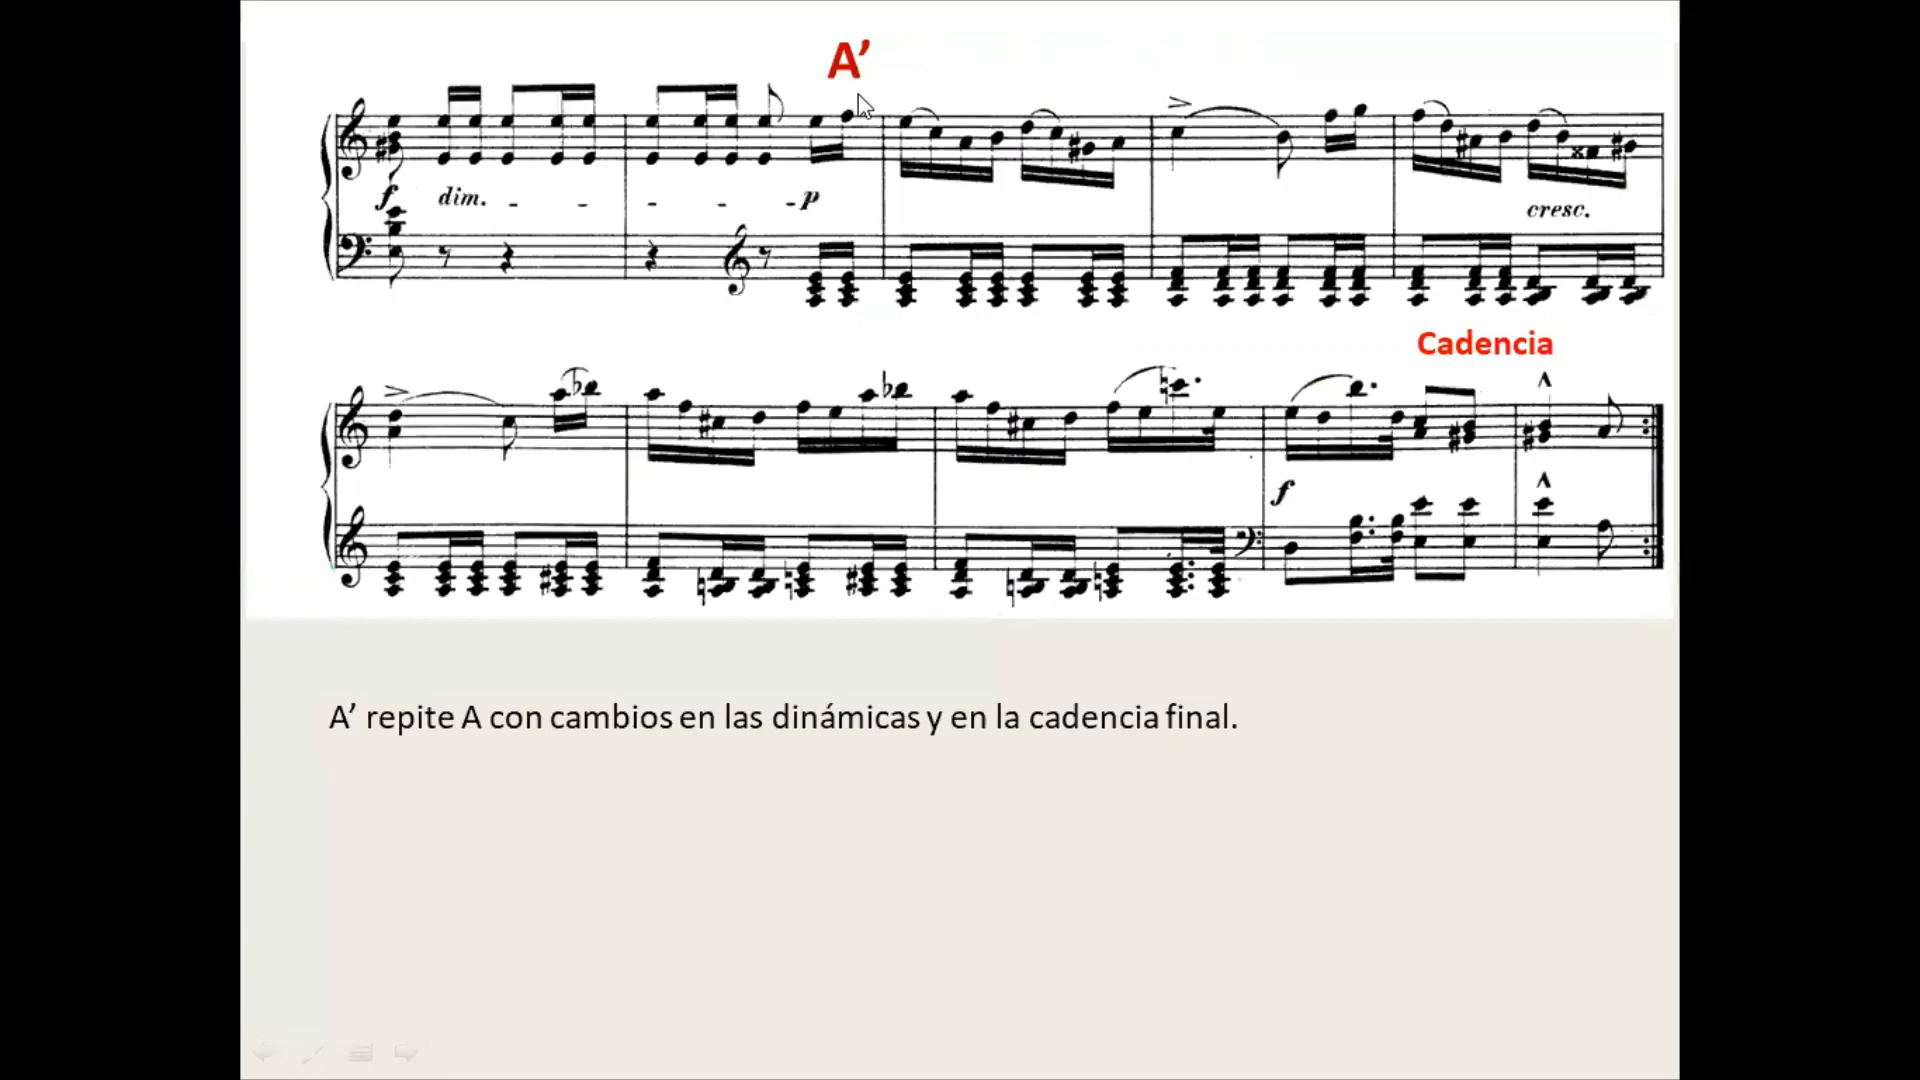 A’
f dim. - - - - - p
cresc.
Cadencia
f
A’ repite A con cambios en las dinámicas y en la cadencia final.